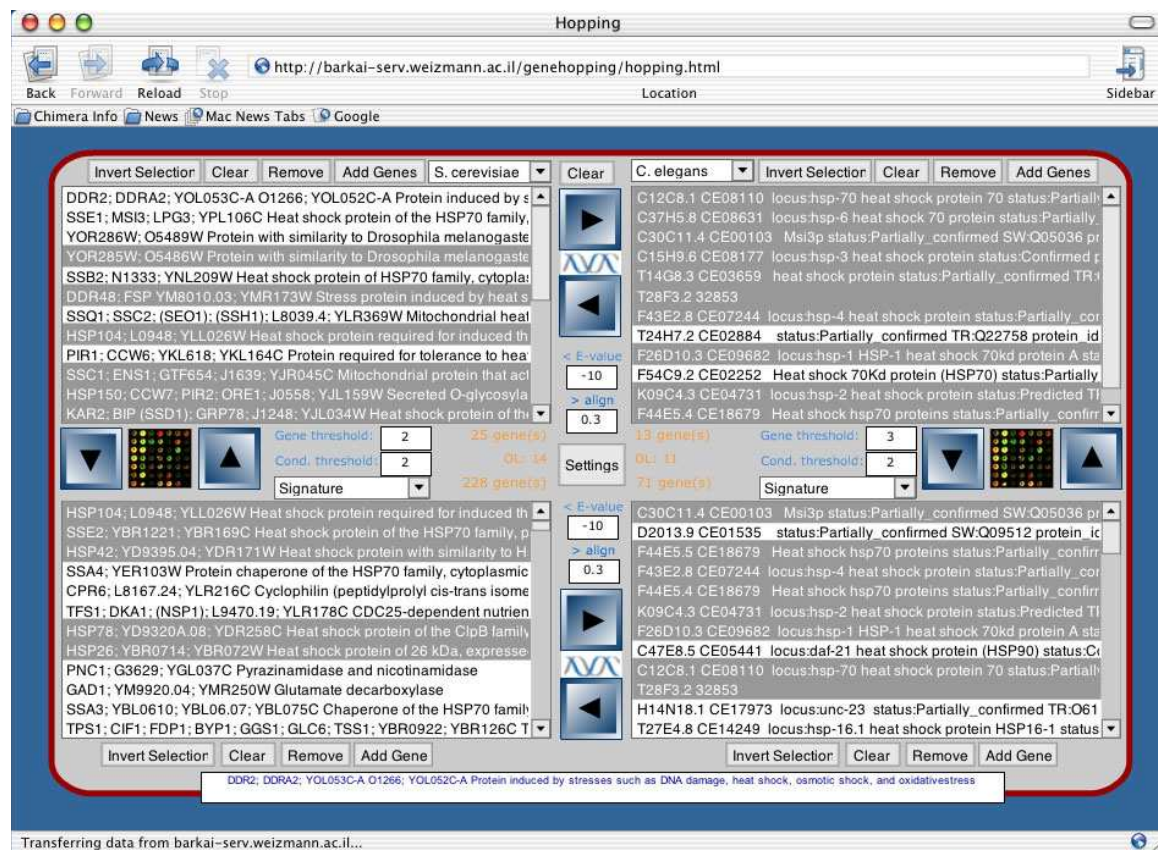 Hopping
http://barkai-serv.weizmann.ac.il/genehopping/hopping.html
Back Forward Reload Stop Location Sidebar
Chimera Info News Mac News Tabs Google
Invert Selection Clear Remove Add Genes S. cerevisiae Clear C. elegans Invert Selection Clear Remove Add Genes
DDR2; DDRA2; YOL053C-A O1266; YOL052C-A Protein induced by s
SSE1; MSI3; LPG3; YPL106C Heat shock protein of the HSP70 family,
YOR286W; O5489W Protein with similarity to Drosophila melanogaste
YOR285W; O5486W Protein with similarity to Drosophila melanogaste
SSB2; N1333; YNL209W Heat shock protein of HSP70 family, cytopla
DDR48; FSP YM8010.03; YMR173W Stress protein induced by heat s
SSQ1; SSC2; (SEO1); (SSH1); L8039.4; YLR369W Mitochondrial heat
HSP104; L0948; YLL026W Heat shock protein required for induced th
PIR1; CCW6; YKL618; YKL164C Protein required for tolerance to hea
SSC1; ENS1; GTF654; J1639; YJR045C Mitochondrial protein that act
HSP150; CCW7; PIR2; ORE1; J0558; YJL159W Secreted O-glycosyla
KAR2; BIP (SSD1); GRP78; J1248; YJL034W Heat shock protein of the
< E-value
-10
> align
0.3
C12C8.1 CE08110 locus:hsp-70 heat shock protein 70 status:Partially
C37H5.8 CE08631 locus:hsp-6 heat shock 70 protein status:Partially_
C30C11.4 CE00103 Msi3p status:Partially_confirmed SW:Q05036 pr
C15H9.6 CE08177 locus:hsp-3 heat shock protein status:Confirmed p
T14G8.3 CE03659 heat shock protein status:Partially_confirmed TR:
T28F3.2 32853
F43E2.8 CE07244 locus:hsp-4 heat shock protein status:Partially_cor
T24H7.2 CE02884 status:Partially_confirmed TR:Q22758 protein_id
F26D10.3 CE09682 locus:hsp-1 HSP-1 heat shock 70kd protein A sta
F54C9.2 CE02252 Heat shock 70Kd protein (HSP70) status:Partially
K09C4.3 CE04731 locus:hsp-2 heat shock protein status:Predicted T
F44E5.4 CE18679 Heat shock hsp70 proteins status:Partially_confirr
Gene threshold: 2 25 gene(s) 13 gene(s) Gene threshold: 3
Cond. threshold: 2 OL: 14 Settings OL: 11 Cond. threshold: 2
Signature 228 gene(s) 71 gene(s) Signature
HSP104; L0948; YLL026W Heat shock protein required for induced th
SSE2; YBR1221; YBR169C Heat shock protein of the HSP70 family, p
HSP42; YD9395.04; YDR171W Heat shock protein with similarity to H
SSA4; YER103W Protein chaperone of the HSP70 family, cytoplasmic
CPR6; L8167.24; YLR216C Cyclophilin (peptidylprolyl cis-trans isome
TFS1; DKA1; (NSP1); L9470.19; YLR178C CDC25-dependent nutrien
HSP78; YD9320A.08; YDR258C Heat shock protein of the ClpB family
HSP26; YBR0714; YBR072W Heat shock protein of 26 kDa, expresse
PNC1; G3629; YGL037C Pyrazinamidase and nicotinamidase
GAD1; YM9920.04; YMR250W Glutamate decarboxylase
SSA3; YBL0610; YBL06.07; YBL075C Chaperone of the HSP70 family
TPS1; CIF1; FDP1; BYP1; GGS1; GLC6; TSS1; YBR0922; YBR126C T
< E-value
-10
> align
0.3
C30C11.4 CE00103 Msi3p status:Partially_confirmed SW:Q05036 pr
D2013.9 CE01535 status:Partially_confirmed SW:Q09512 protein_ic
F44E5.5 CE18679 Heat shock hsp70 proteins status:Partially_confirr
F43E2.8 CE07244 locus:hsp-4 heat shock protein status:Partially_cor
F44E5.4 CE18679 Heat shock hsp70 proteins status:Partially_confirr
K09C4.3 CE04731 locus:hsp-2 heat shock protein status:Predicted T
F26D10.3 CE09682 locus:hsp-1 HSP-1 heat shock 70kd protein A sta
C47E8.5 CE05441 locus:daf-21 heat shock protein (HSP90) status:C
C12C8.1 CE08110 locus:hsp-70 heat shock protein 70 status:Partially
T28F3.2 32853
H14N18.1 CE17973 locus:unc-23 status:Partially_confirmed TR:O61
T27E4.8 CE14249 locus:hsp-16.1 heat shock protein HSP16-1 status
Invert Selection Clear Remove Add Gene Invert Selection Clear Remove Add Gene
DDR2; DDRA2; YOL053C-A O1266; YOL052C-A Protein induced by stresses such as DNA damage, heat shock, osmotic shock, and oxidativestress
Transferring data from barkai-serv.weizmann.ac.il...